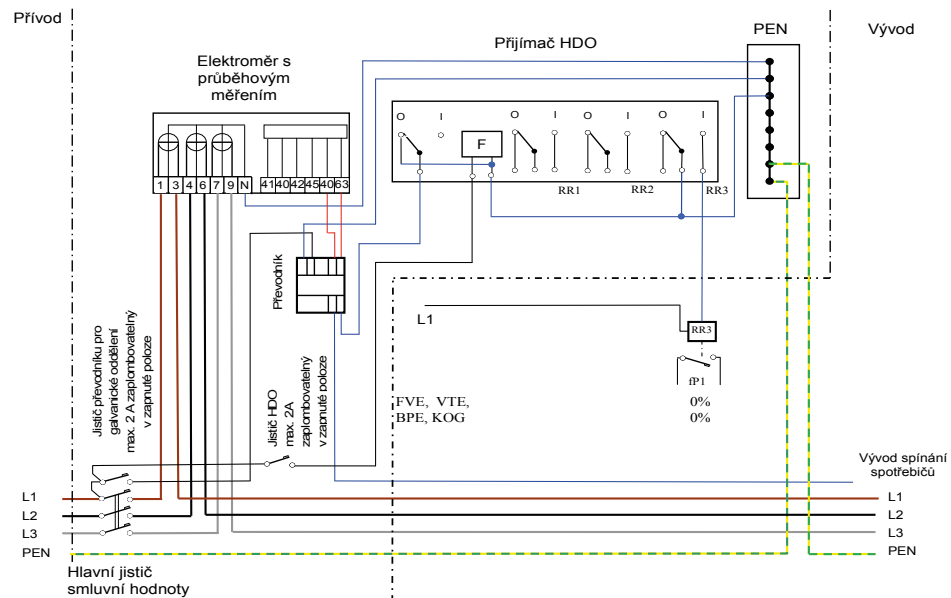 Přívod
PEN
Vývod
Přijímač HDO
Elektroměr s
průběhovým
měřením
O I F O I O I O I
1 3 4 6 7 9 N
41 40 42 45 40 63
RR1 RR2 RR3
Převodník
L1
RR3
fP1
FVE, VTE,
BPE, KOG
0%
0%
Jistič převodníku pro
galvanické oddělení
max. 2 A zaplombovatelný
v zapnuté poloze
Jistič HDO
max. 2A
zaplombovatelný
v zapnuté poloze
Vývod spínání
spotřebičů
L1
L2
L3
PEN
L1
L2
L3
PEN
Hlavní jistič
smluvní hodnoty